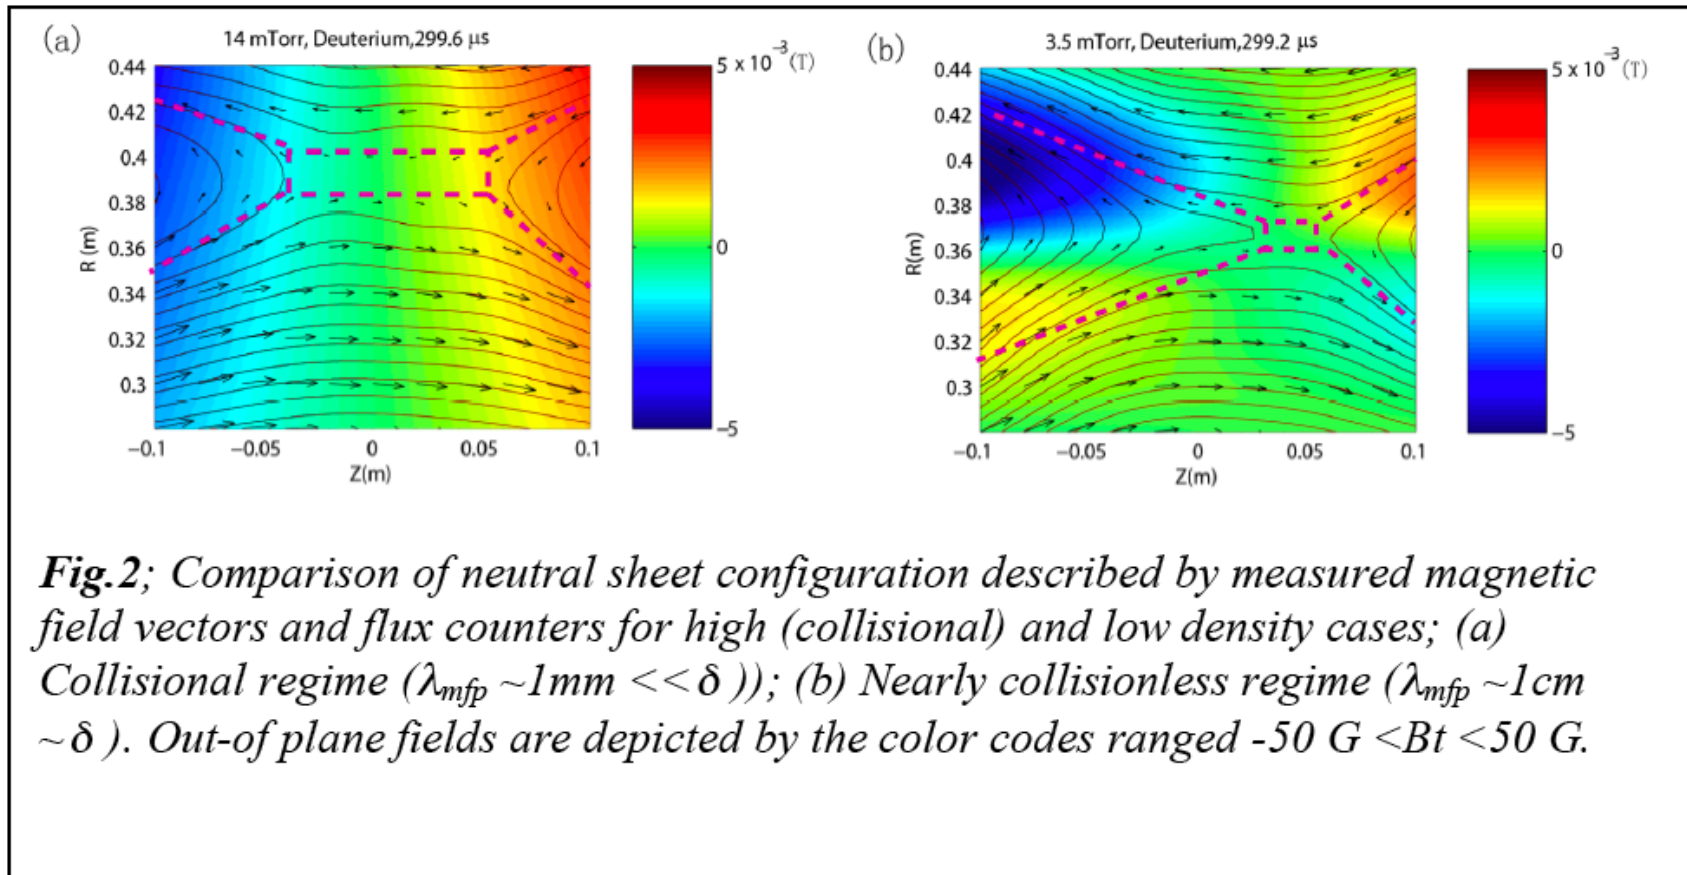 (a)
14 mTorr, Deuterium,299.6 µs
5 x 10⁻³ (T)
0.44
0.42
0.4
0.38
0.36
0.34
0.32
0.3
R (m)
0
−5
−0.1
−0.05
0
0.05
0.1
Z(m)
(b)
3.5 mTorr, Deuterium,299.2 µs
5 x 10⁻³ (T)
0.44
0.42
0.4
0.38
0.36
0.34
0.32
0.3
R(m)
0
−5
−0.1
−0.05
0
0.05
0.1
Z(m)
Fig.2; Comparison of neutral sheet configuration described by measured magnetic
field vectors and flux counters for high (collisional) and low density cases; (a)
Collisional regime (λmfp ~1mm << δ )); (b) Nearly collisionless regime (λmfp ~1cm
~ δ ). Out-of plane fields are depicted by the color codes ranged -50 G <Bt <50 G.